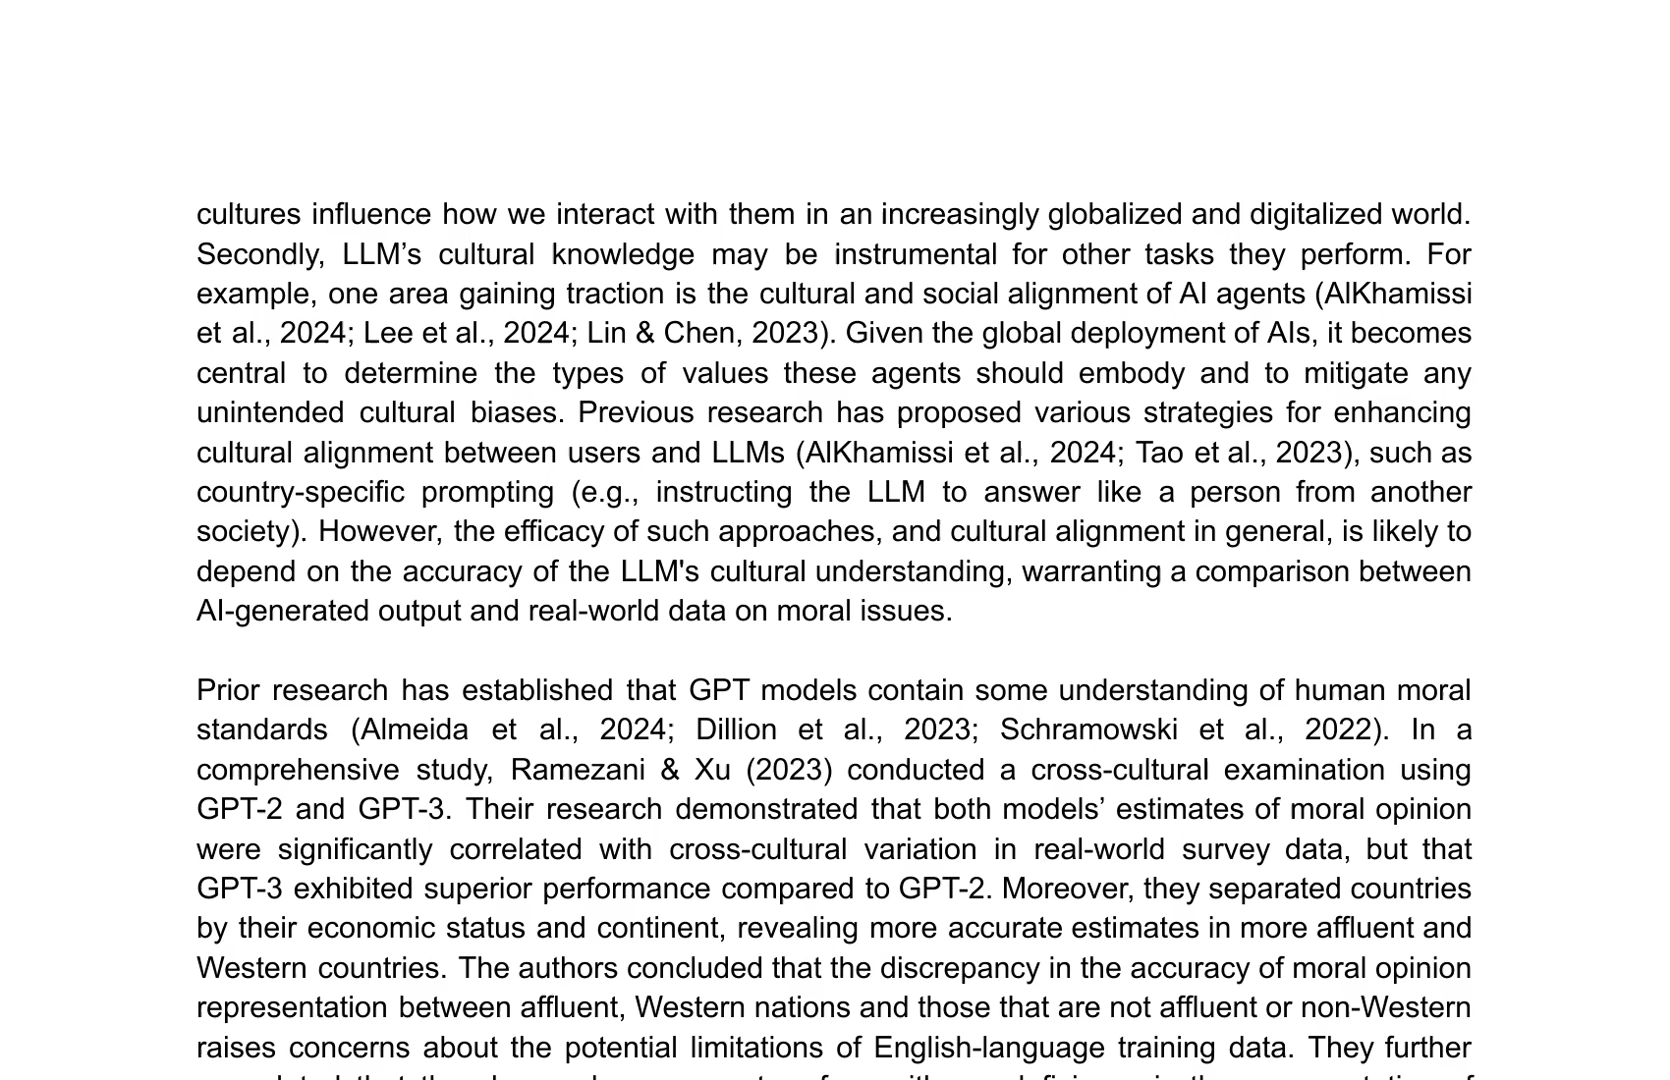 cultures influence how we interact with them in an increasingly globalized and digitalized world.
Secondly, LLM’s cultural knowledge may be instrumental for other tasks they perform. For
example, one area gaining traction is the cultural and social alignment of AI agents (AlKhamissi
et al., 2024; Lee et al., 2024; Lin & Chen, 2023). Given the global deployment of AIs, it becomes
central to determine the types of values these agents should embody and to mitigate any
unintended cultural biases. Previous research has proposed various strategies for enhancing
cultural alignment between users and LLMs (AlKhamissi et al., 2024; Tao et al., 2023), such as
country-specific prompting (e.g., instructing the LLM to answer like a person from another
society). However, the efficacy of such approaches, and cultural alignment in general, is likely to
depend on the accuracy of the LLM's cultural understanding, warranting a comparison between
AI-generated output and real-world data on moral issues.
Prior research has established that GPT models contain some understanding of human moral
standards (Almeida et al., 2024; Dillion et al., 2023; Schramowski et al., 2022). In a
comprehensive study, Ramezani & Xu (2023) conducted a cross-cultural examination using
GPT-2 and GPT-3. Their research demonstrated that both models’ estimates of moral opinion
were significantly correlated with cross-cultural variation in real-world survey data, but that
GPT-3 exhibited superior performance compared to GPT-2. Moreover, they separated countries
by their economic status and continent, revealing more accurate estimates in more affluent and
Western countries. The authors concluded that the discrepancy in the accuracy of moral opinion
representation between affluent, Western nations and those that are not affluent or non-Western
raises concerns about the potential limitations of English-language training data. They further